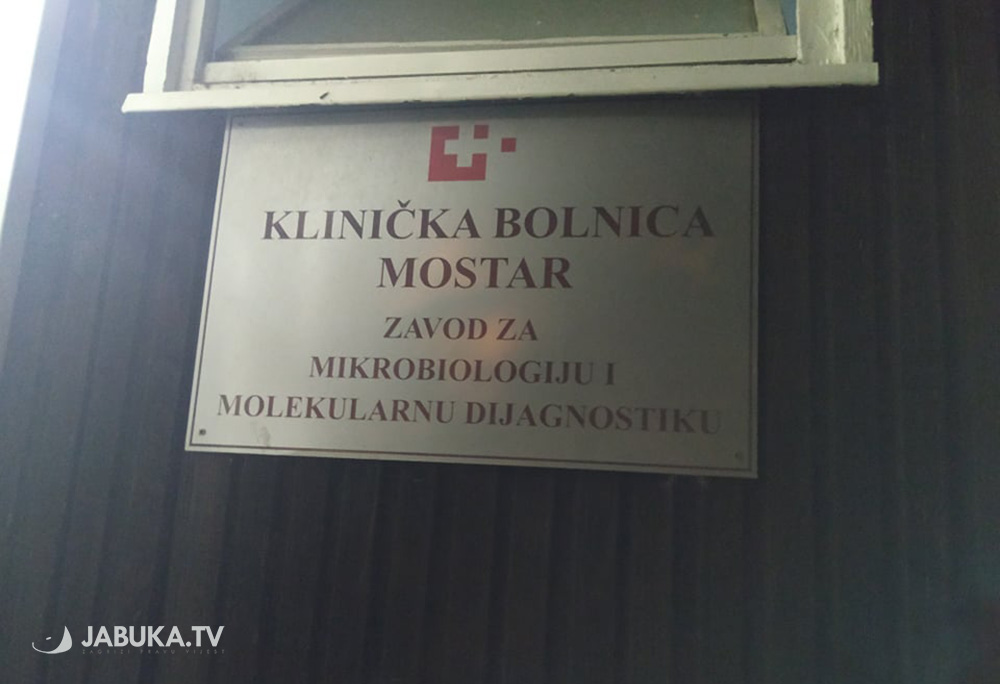 KLINIČKA BOLNICA
MOSTAR
ZAVOD ZA
MIKROBIOLOGIJU I
MOLEKULARNU DIJAGNOSTIKU
JABUKA.TV